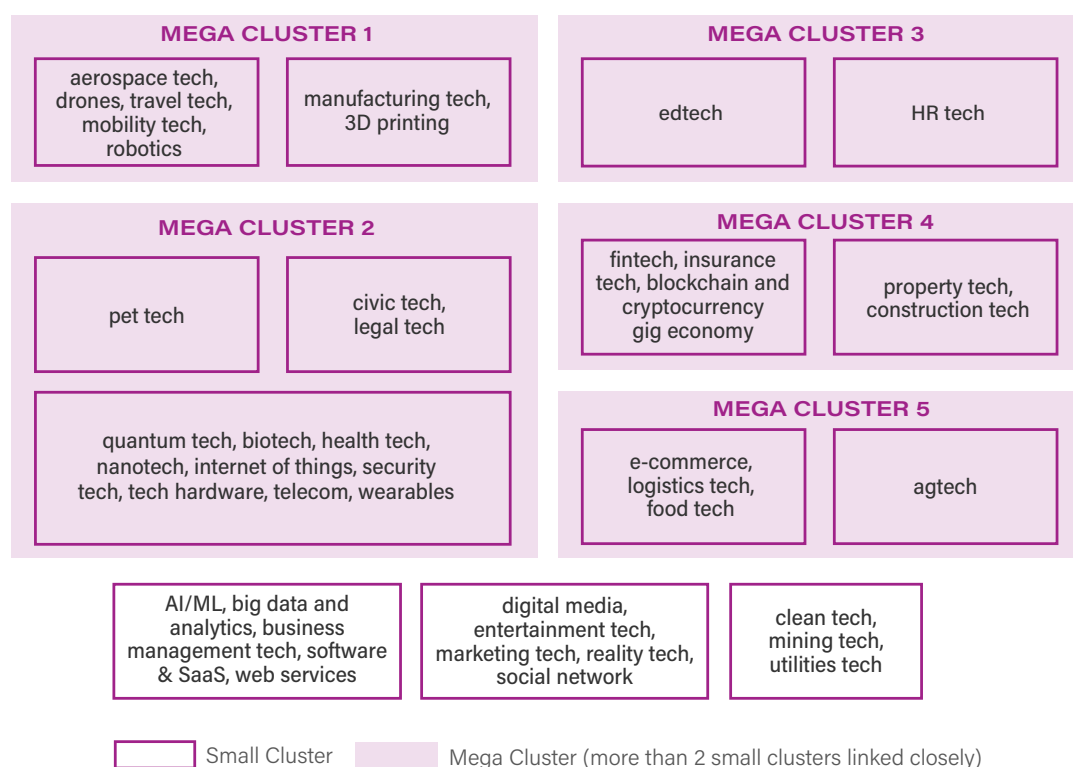 MEGA CLUSTER 1
aerospace tech,
drones, travel tech,
mobility tech,
robotics
manufacturing tech,
3D printing
MEGA CLUSTER 3
edtech
HR tech
MEGA CLUSTER 2
pet tech
civic tech,
legal tech
quantum tech, biotech, health tech,
nanotech, internet of things, security
tech, tech hardware, telecom, wearables
MEGA CLUSTER 4
fintech, insurance
tech, blockchain and
cryptocurrency
gig economy
property tech,
construction tech
MEGA CLUSTER 5
e-commerce,
logistics tech,
food tech
agtech
AI/ML, big data and
analytics, business
management tech, software
& SaaS, web services
digital media,
entertainment tech,
marketing tech, reality tech,
social network
clean tech,
mining tech,
utilities tech
Small Cluster
Mega Cluster (more than 2 small clusters linked closely)